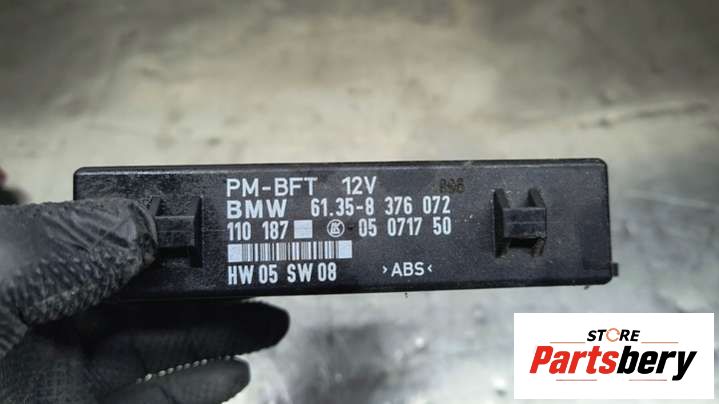 PM-BFT 12V
BMW 61.35-8 376 072
110 187 05 0717 50
HW 05 SW 08 >ABS<
STORE
Partsbery